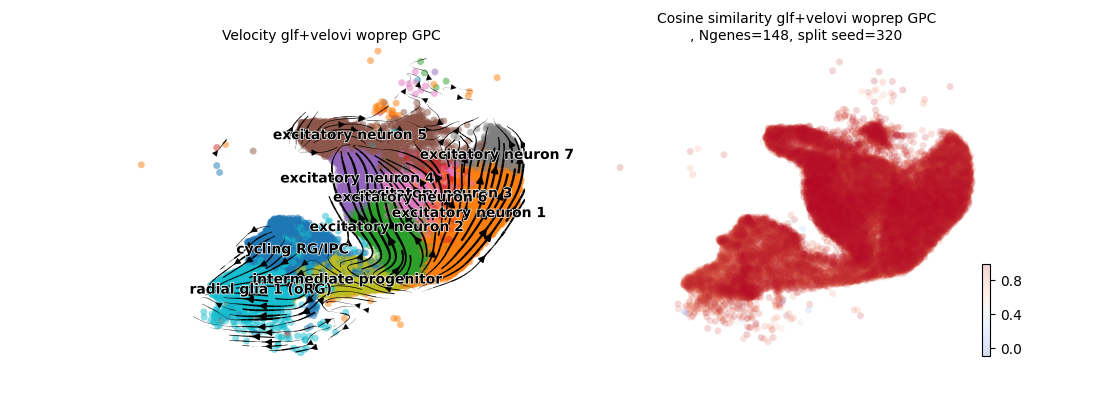 Velocity glf+velovi woprep GPC
Cosine similarity glf+velovi woprep GPC
, Ngenes=148, split seed=320
excitatory neuron 5
excitatory neuron 7
excitatory neuron 4
excitatory neuron 3
excitatory neuron 6
excitatory neuron 1
excitatory neuron 2
cycling RG/IPC
intermediate progenitor
radial glia 1 (oRG)
0.8
0.4
0.0